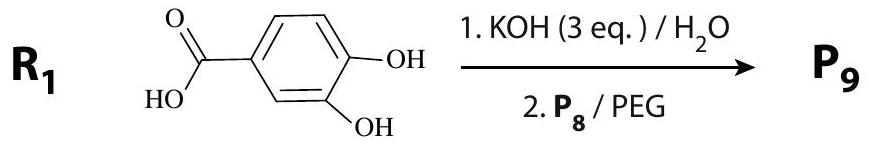 R₁
O
HO
OH
OH
1. KOH (3 eq.) / H₂O
2. P₈ / PEG
P₉